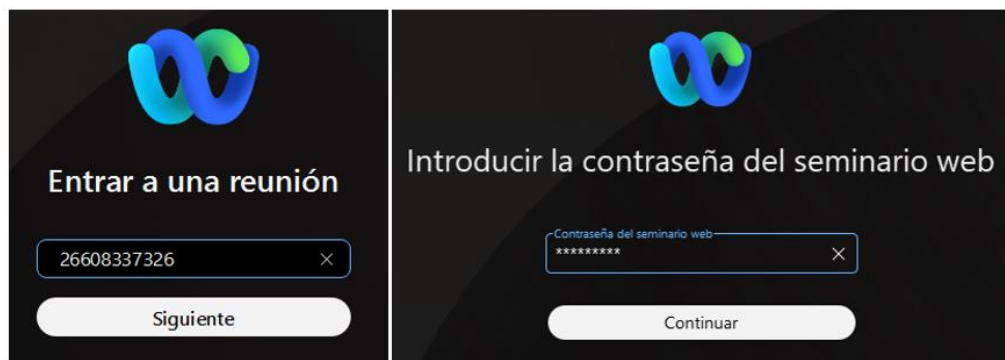 Entrar a una reunión
26608337326
Siguiente
Introducir la contraseña del seminario web
Contraseña del seminario web
*********
Continuar